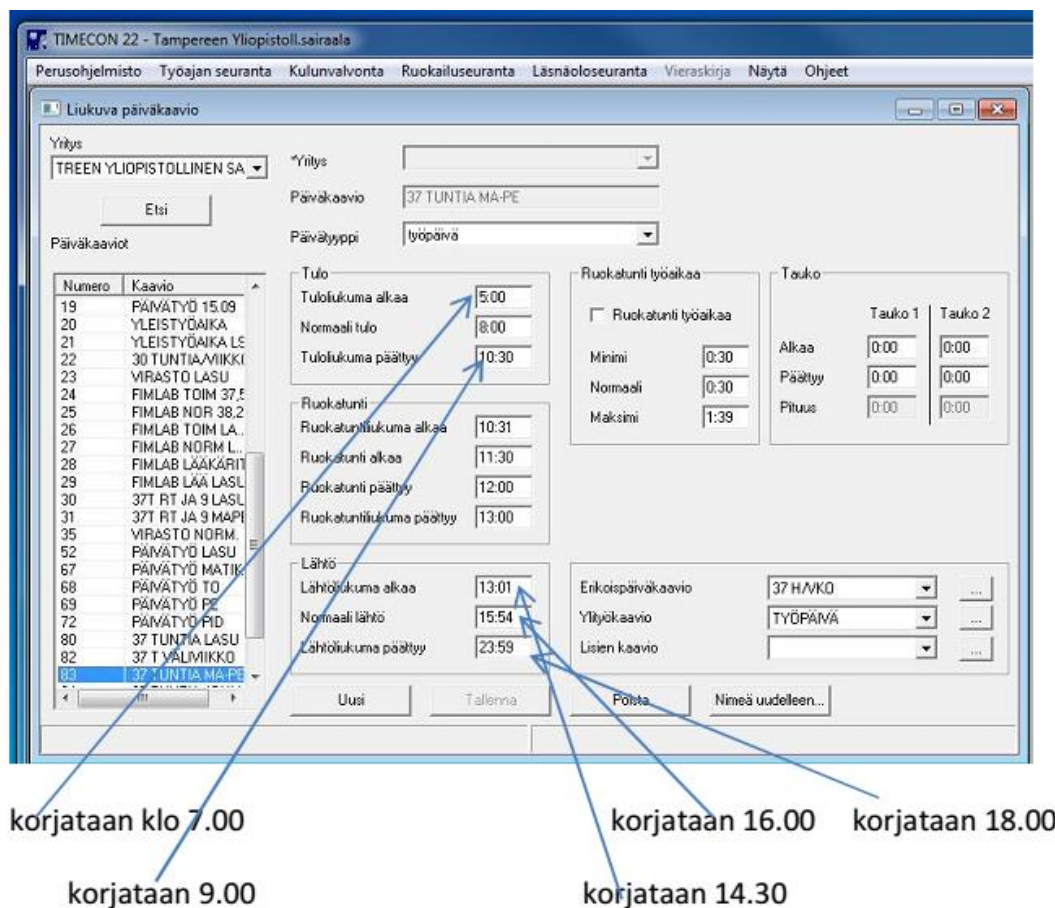 TIMECON 22 - Tampereen Yliopistoll.sairaala
Perusohjelmisto Työajan seuranta Kulunvalvonta Ruokailuseuranta Läsnäoloseuranta Vieraskirja Näytä Ohjeet
Liukuva päiväkaavio
Yritys
TREEN YLIOPISTOLLINEN SA
Etsi
Päiväkaaviot
Numero Kaavio
19 PÄIVÄTYÖ 15.09
20 YLEISTYÖAIKA
21 YLEISTYÖAIKA LS
22 30 TUNTIA/VIIKKO
23 VIRASTO LASU
24 FIMLAB TOIM 37,5
25 FIMLAB NOR 38,2
26 FIMLAB TOIM LA..
27 FIMLAB NORM L..
28 FIMLAB LÄÄKÄRIT
29 FIMLAB LÄÄ LASU
30 37T RT JA 9 LASU
31 37T RT JA 9 MAPE
35 VIRASTO NORM.
52 PÄIVÄTYÖ LASU
67 PÄIVÄTYÖ MATIK
68 PÄIVÄTYÖ TO
69 PÄIVÄTYÖ PE
72 PÄIVÄTYÖ PID
80 37 TUNTIA LASU
82 37 T VÄLIVIIKKO
83 37 TUNTIA MA-PE
*Yritys
Päiväkaavio 37 TUNTIA MA-PE
Päivätyyppi työpäivä
Tulo
Tuloliukuma alkaa 5:00
Normaali tulo 8:00
Tuloliukuma päättyy 10:30
Ruokatunti
Ruokatuntiliukuma alkaa 10:31
Ruokatunti alkaa 11:30
Ruokatunti päättyy 12:00
Ruokatuntiliukuma päättyy 13:00
Lähtö
Lähtöliukuma alkaa 13:01
Normaali lähtö 15:54
Lähtöliukuma päättyy 23:59
Ruokatunti työaikaa
Ruokatunti työaikaa
Minimi 0:30
Normaali 0:30
Maksimi 1:39
Tauko
Tauko 1 Tauko 2
Alkaa 0:00 0:00
Päättyy 0:00 0:00
Pituus 0:00 0:00
Erikoispäiväkaavio 37 H/VKO ...
Ylityökaavio TYÖPÄIVÄ ...
Lisien kaavio ...
Uusi Tallenna Poista Nimeä uudelleen...
korjataan klo 7.00 korjataan 16.00 korjataan 18.00
korjataan 9.00 korjataan 14.30